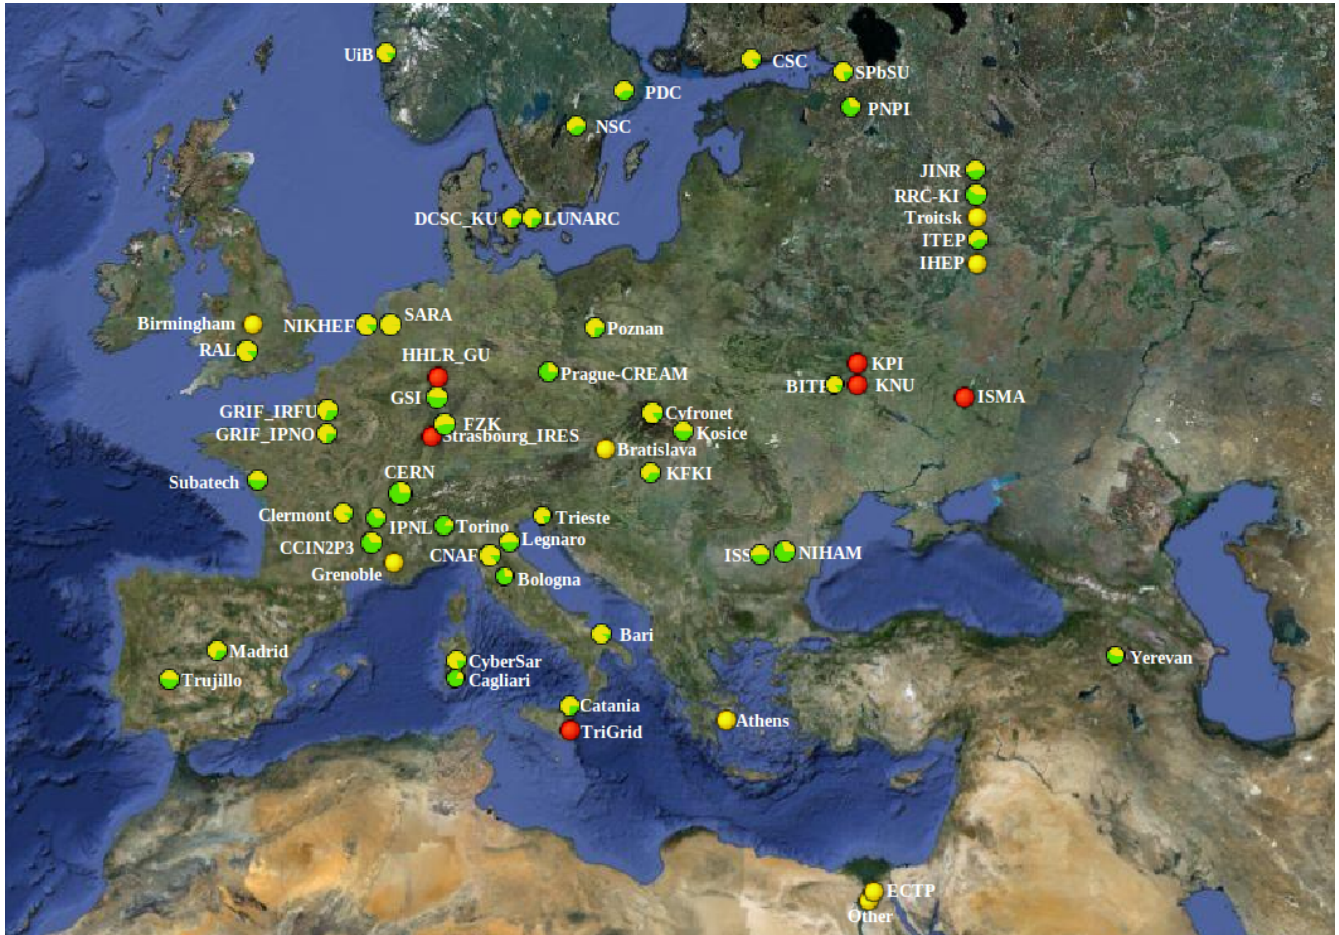 UiB
CSC
SPbSU
PDC
PNPI
NSC
JINR
RRC-KI
Troitsk
DCSC_KU
LUNARC
ITEP
IHEP
SARA
Birmingham
NIKHEF
Poznan
RAL
HHLR_GU
KPI
Prague-CREAM
KNU
GSI
ISMA
GRIF_IRFU
Cyfronet
FZK
GRIF_IPNO
Strasbourg_IRES
Kosice
Bratislava
CERN
KFKI
Subatech
Clermont
Trieste
IPNL
Torino
Legnaro
CCIN2P3
CNAF
ISS
NIHAM
Grenoble
Bologna
Bari
Madrid
Yerevan
CyberSar
Trujillo
Cagliari
Catania
Athens
TriGrid
ECTP
Other